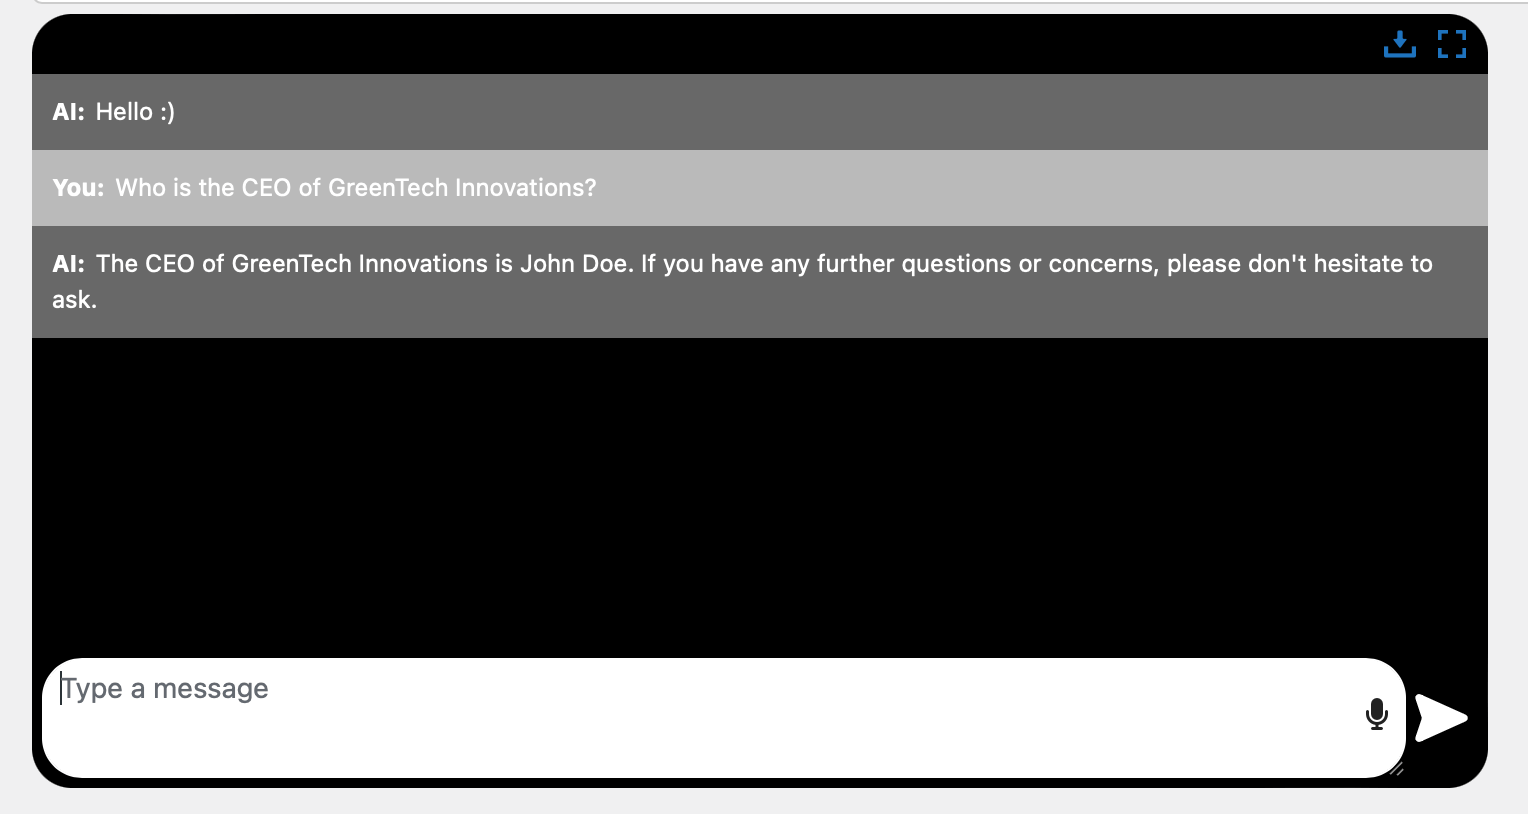 AI: Hello :)
You: Who is the CEO of GreenTech Innovations?
AI: The CEO of GreenTech Innovations is John Doe. If you have any further questions or concerns, please don't hesitate to
ask.
Type a message